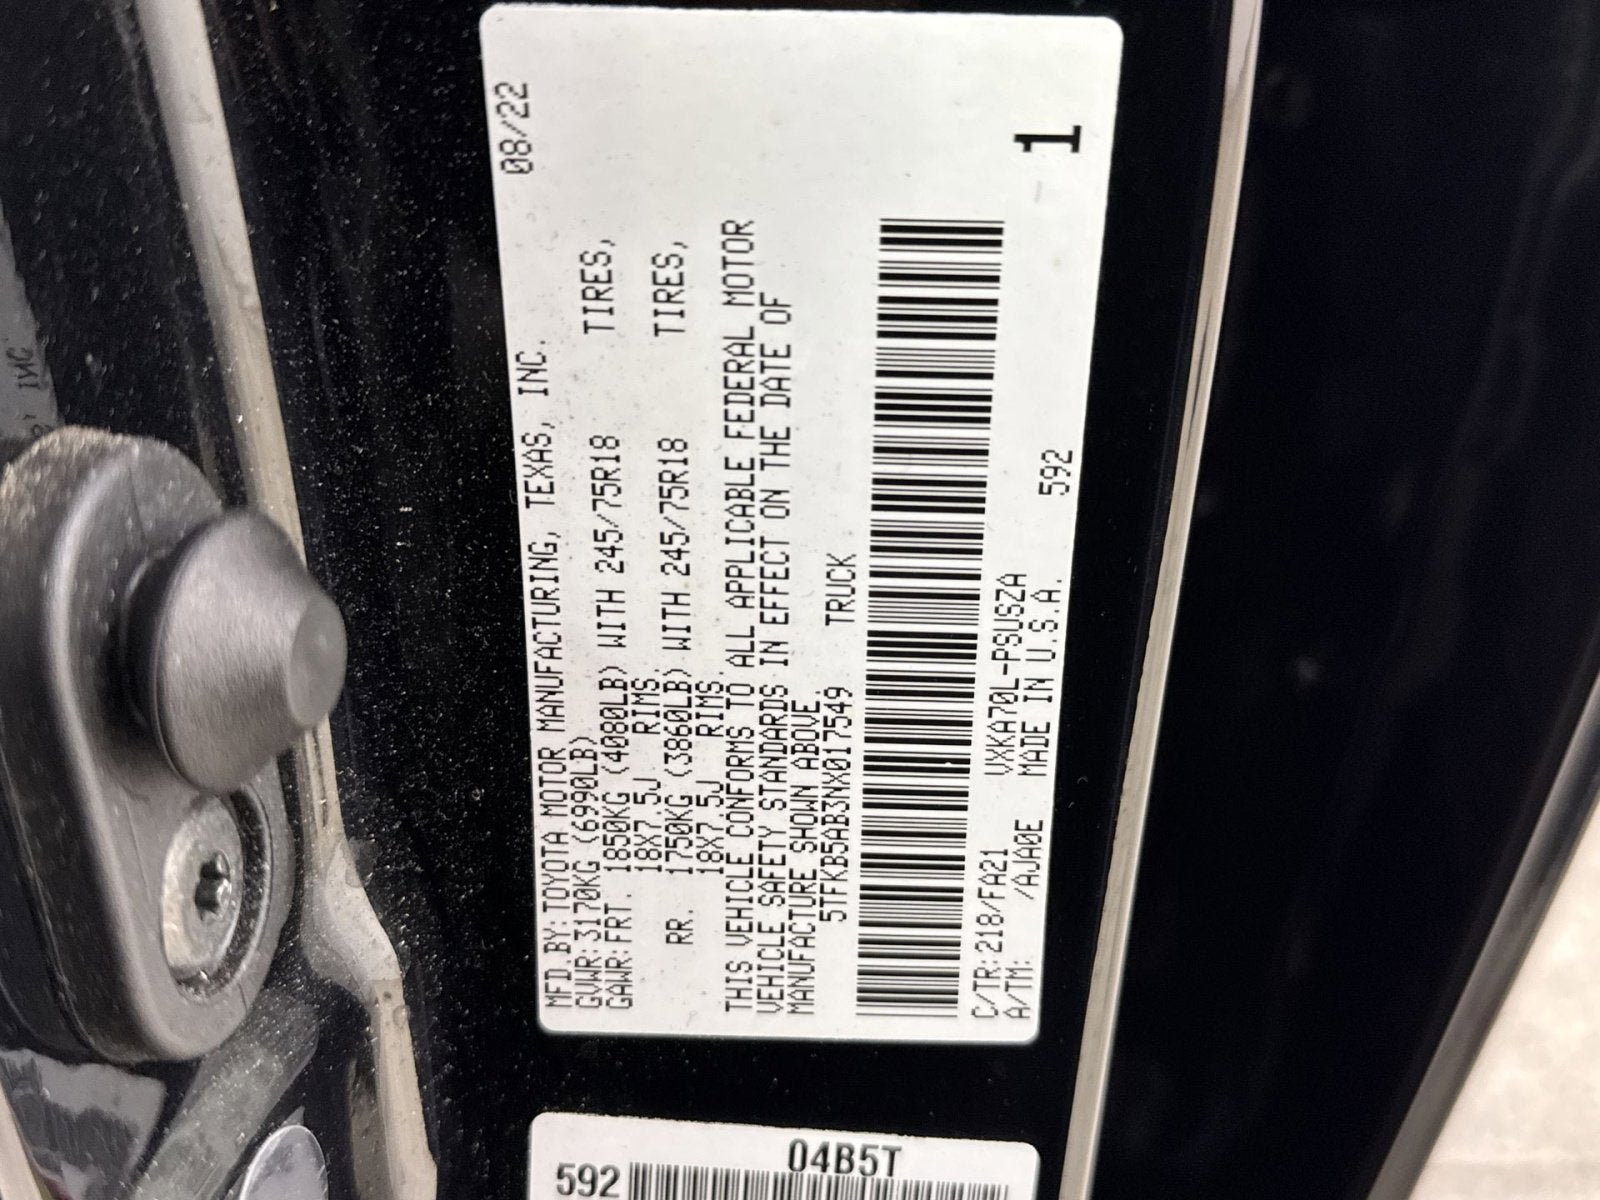 MFD.BY:TOYOTA MOTOR MANUFACTURING, TEXAS, INC. 08/22
GVWR:3170KG (6990LB)
GAWR:FRT. 1850KG (4080LB) WITH 245/75R18 TIRES,
18X7.5J RIMS.
RR. 1750KG (3860LB) WITH 245/75R18 TIRES,
18X7.5J RIMS.
THIS VEHICLE CONFORMS TO ALL APPLICABLE FEDERAL MOTOR
VEHICLE SAFETY STANDARDS IN EFFECT ON THE DATE OF
MANUFACTURE SHOWN ABOVE.
5TFKB5AB3NX017549 TRUCK
C/TR:218/FA21 VXKA70L-PSUSZA
A/TM: /AJA0E MADE IN U.S.A. 592
1
04B5T
592
INC